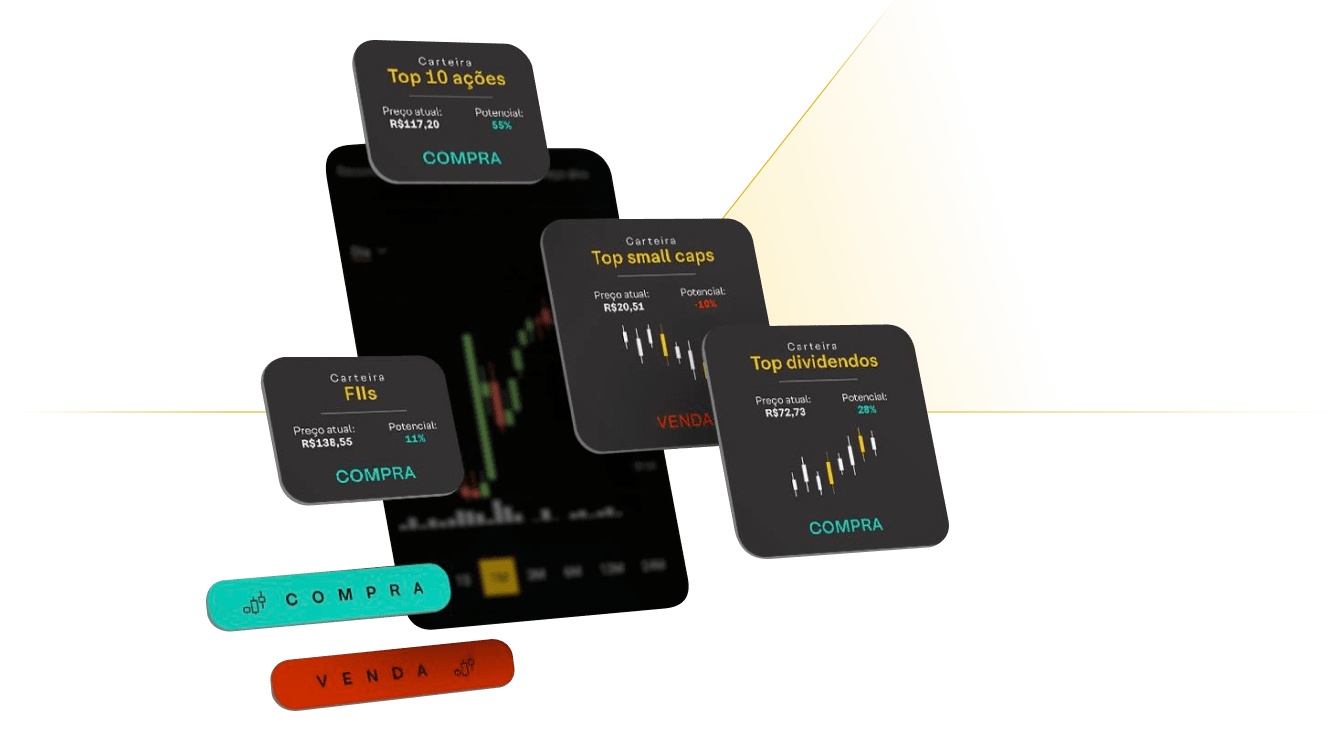 Carteira
Top 10 ações
Preço atual: Potencial:
R$117,20 55%
COMPRA
Carteira
Top small caps
Preço atual: Potencial:
R$20,51 -10%
VENDA
Carteira
Top dividendos
Preço atual: Potencial:
R$72,73 28%
COMPRA
Carteira
FIIs
Preço atual: Potencial:
R$138,55 11%
COMPRA
COMPRA
VENDA